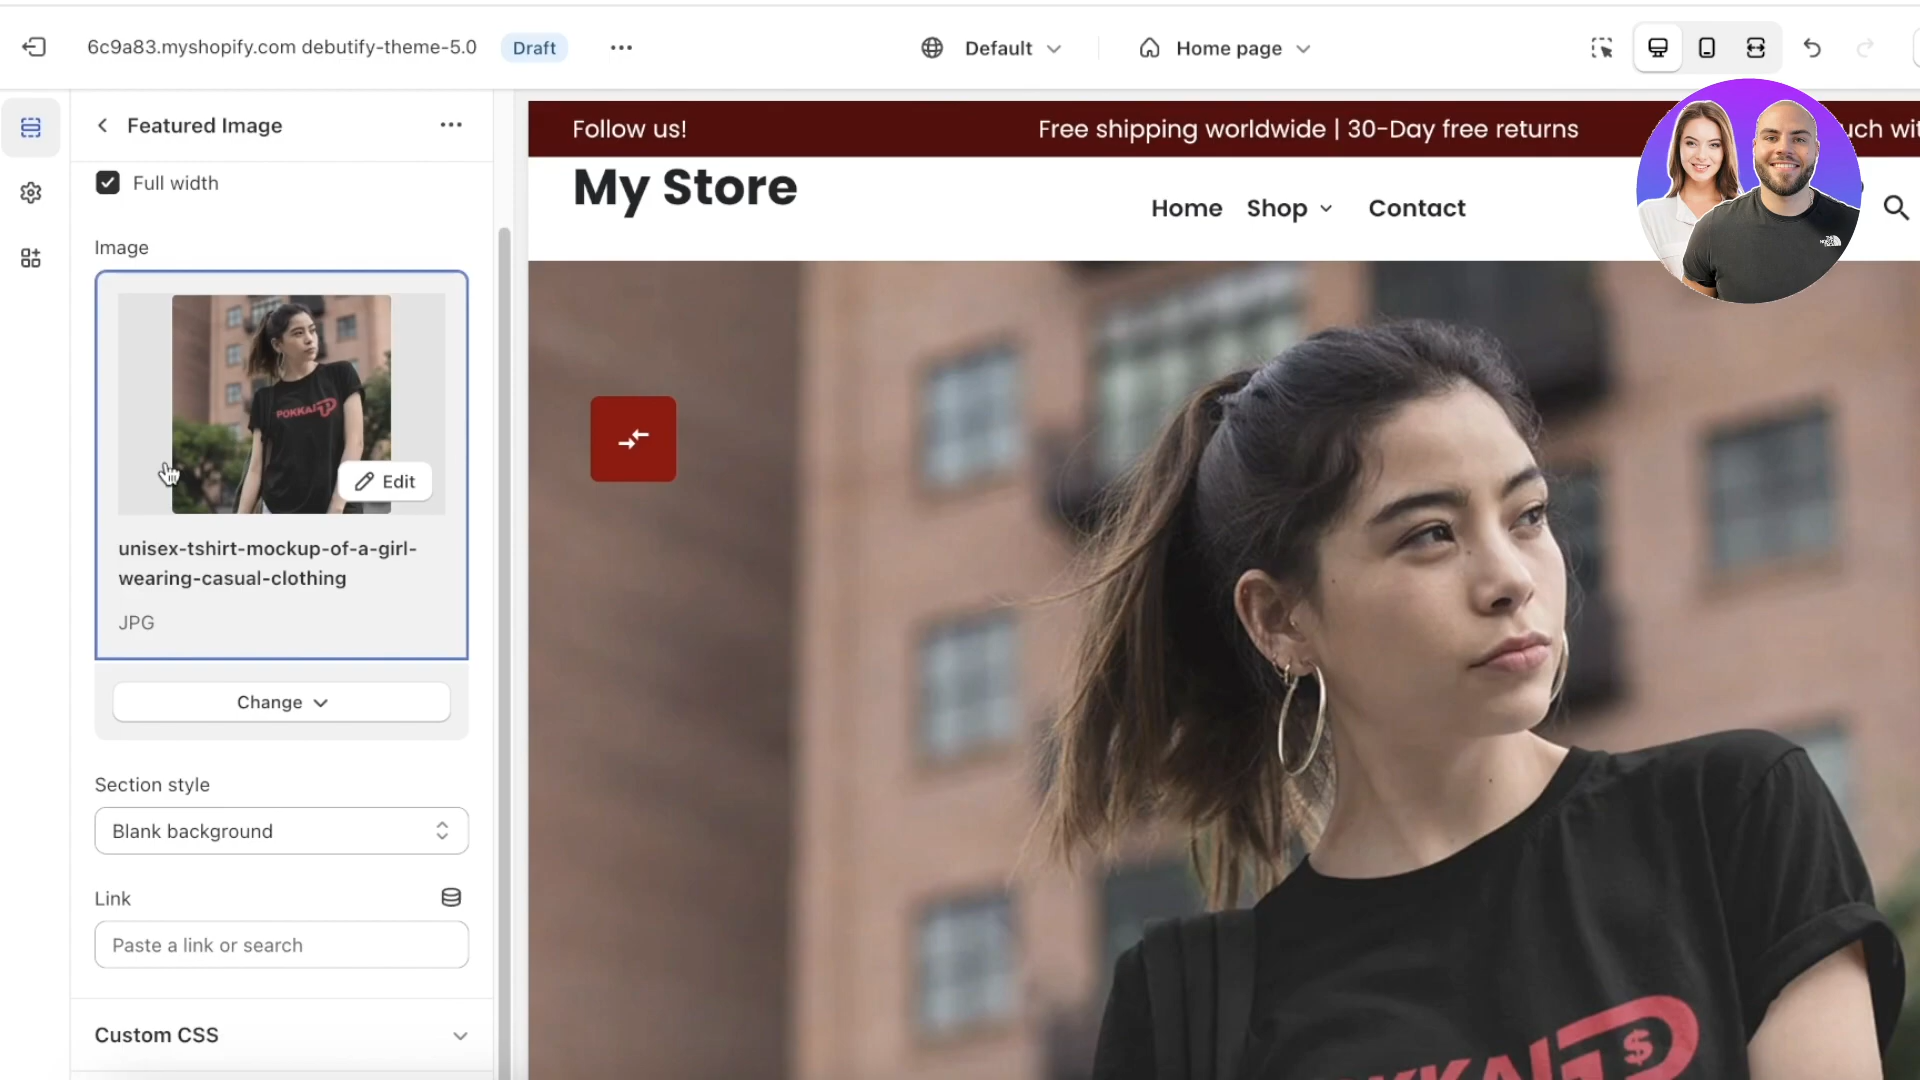 6c9a83.myshopify.com debutify-theme-5.0 Draft
Default
Home page
Featured Image
Full width
Image
POKKAI
Edit
unisex-tshirt-mockup-of-a-girl-
wearing-casual-clothing
JPG
Change
Section style
Blank background
Link
Paste a link or search
Custom CSS
Follow us!
Free shipping worldwide | 30-Day free returns
My Store
Home
Shop
Contact
POKKAI
$